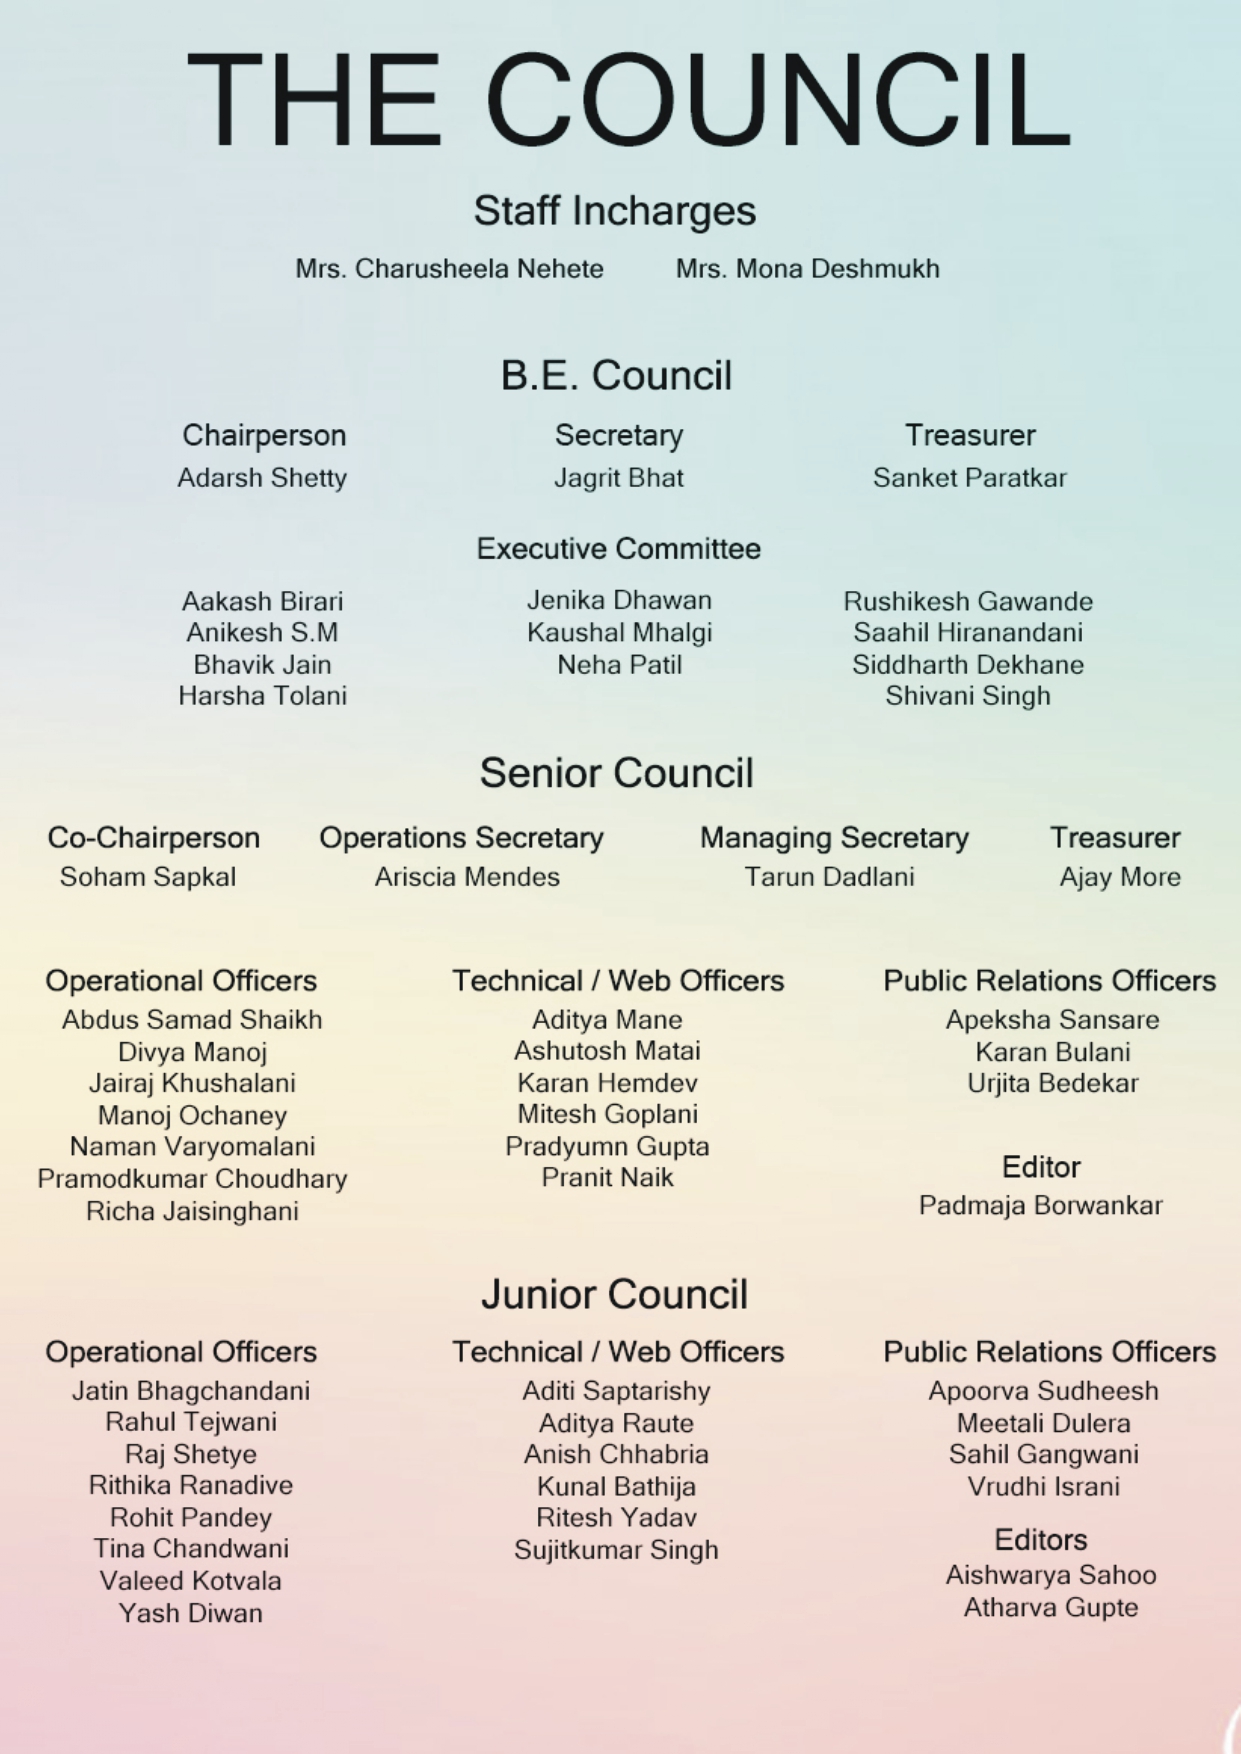 THE COUNCIL
Staff Incharges
Mrs. Charusheela Nehete Mrs. Mona Deshmukh
B.E. Council
Chairperson Secretary Treasurer
Adarsh Shetty Jagrit Bhat Sanket Paratkar
Executive Committee
Aakash Birari Jenika Dhawan Rushikesh Gawande
Anikesh S.M Kaushal Mhalgi Saahil Hiranandani
Bhavik Jain Neha Patil Siddharth Dekhane
Harsha Tolani Shivani Singh
Senior Council
Co-Chairperson Operations Secretary Managing Secretary Treasurer
Soham Sapkal Ariscia Mendes Tarun Dadlani Ajay More
Operational Officers
Abdus Samad Shaikh
Divya Manoj
Jairaj Khushalani
Manoj Ochaney
Naman Varyomalani
Pramodkumar Choudhary
Richa Jaisinghani
Technical / Web Officers
Aditya Mane
Ashutosh Matai
Karan Hemdev
Mitesh Goplani
Pradyumn Gupta
Pranit Naik
Public Relations Officers
Apeksha Sansare
Karan Bulani
Urjita Bedekar
Editor
Padmaja Borwankar
Junior Council
Operational Officers
Jatin Bhagchandani
Rahul Tejwani
Raj Shetye
Rithika Ranadive
Rohit Pandey
Tina Chandwani
Valeed Kotvala
Yash Diwan
Technical / Web Officers
Aditi Saptarishy
Aditya Raute
Anish Chhabria
Kunal Bathija
Ritesh Yadav
Sujitkumar Singh
Public Relations Officers
Apoorva Sudheesh
Meetali Dulera
Sahil Gangwani
Vrudhi Israni
Editors
Aishwarya Sahoo
Atharva Gupte